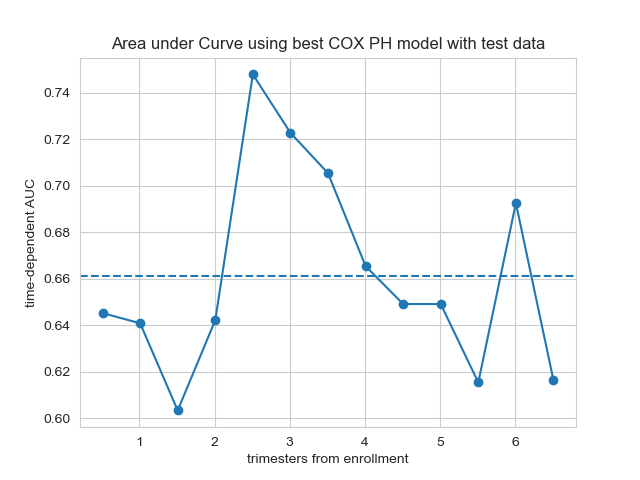 Area under Curve using best COX PH model with test data
time-dependent AUC
0.74
0.72
0.70
0.68
0.66
0.64
0.62
0.60
1 2 3 4 5 6
trimesters from enrollment